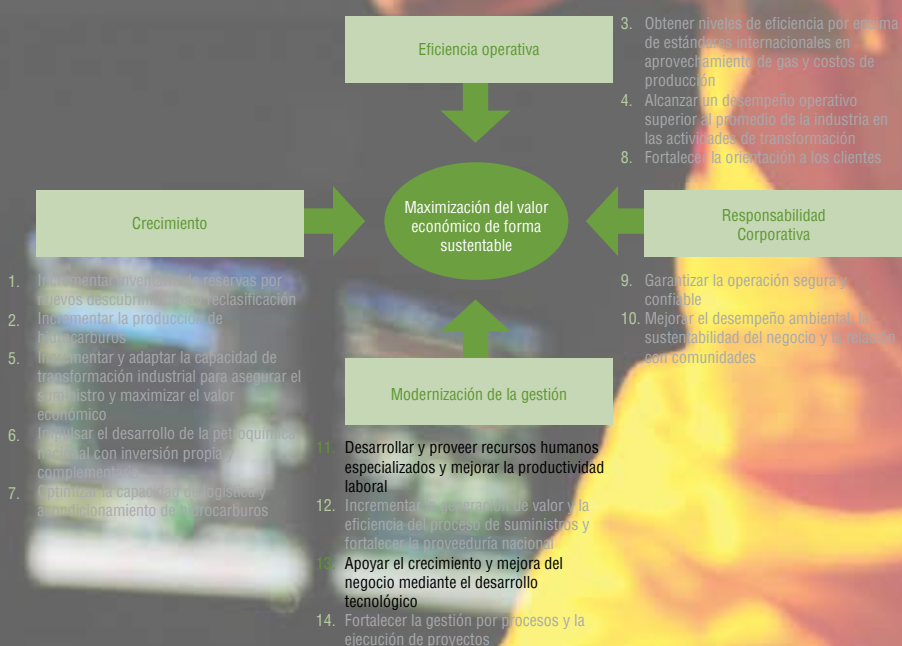 Eficiencia operativa
3. Obtener niveles de eficiencia por encima
de estándares internacionales en
aprovechamiento de gas y costos de
producción
4. Alcanzar un desempeño operativo
superior al promedio de la industria en
las actividades de transformación
8. Fortalecer la orientación a los clientes
Crecimiento
1. Incrementar inventario de reservas por
nuevos descubrimientos y reclasificación
2. Incrementar la producción de
hidrocarburos
5. Incrementar y adaptar la capacidad de
transformación industrial para asegurar el
suministro y maximizar el valor
económico
6. Impulsar el desarrollo de la petroquímica
nacional con inversión propia y
complementaria
7. Optimizar la capacidad de logística y
acondicionamiento de hidrocarburos
Maximización del valor
económico de forma
sustentable
Responsabilidad
Corporativa
9. Garantizar la operación segura y
confiable
10. Mejorar el desempeño ambiental, la
sustentabilidad del negocio y la relación
con comunidades
Modernización de la gestión
11. Desarrollar y proveer recursos humanos
especializados y mejorar la productividad
laboral
12. Incrementar la generación de valor y la
eficiencia del proceso de suministros y
fortalecer la proveeduría nacional
13. Apoyar el crecimiento y mejora del
negocio mediante el desarrollo
tecnológico
14. Fortalecer la gestión por procesos y la
ejecución de proyectos